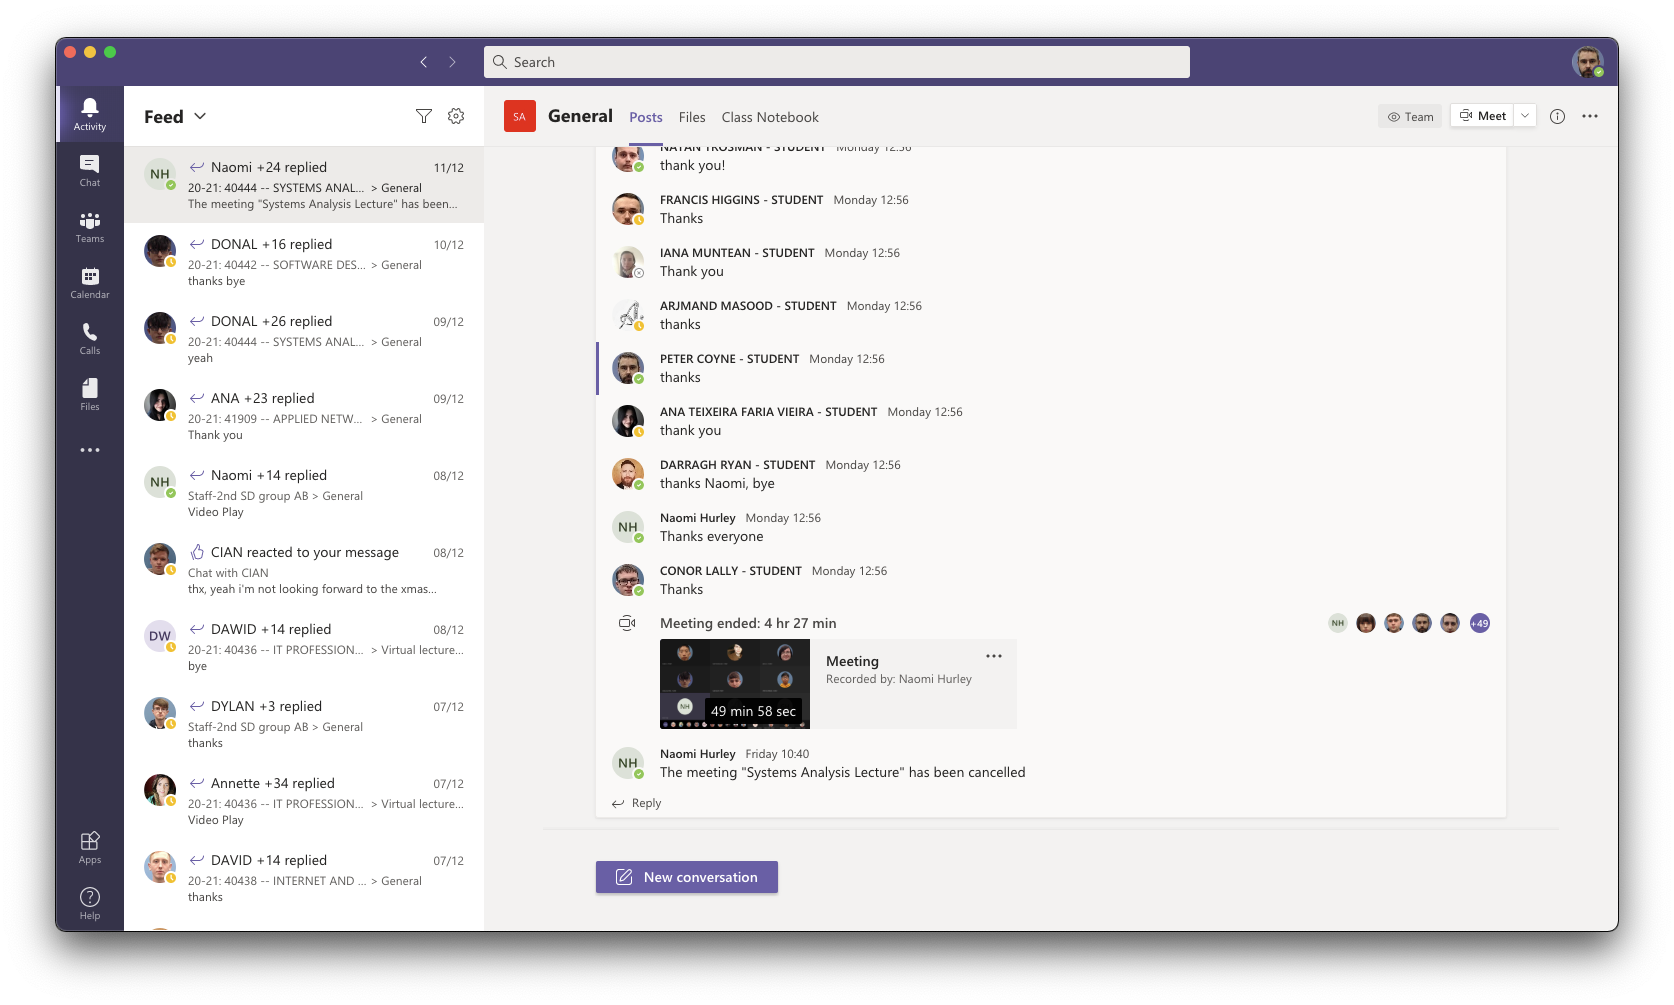 Search
Activity
Chat
Teams
Calendar
Calls
Files
Apps
Help
Feed
NH
Naomi +24 replied 11/12
20-21: 40444 -- SYSTEMS ANAL... > General
The meeting "Systems Analysis Lecture" has been...
DONAL +16 replied 10/12
20-21: 40442 -- SOFTWARE DES... > General
thanks bye
DONAL +26 replied 09/12
20-21: 40444 -- SYSTEMS ANAL... > General
yeah
ANA +23 replied 09/12
20-21: 41909 -- APPLIED NETW... > General
Thank you
NH
Naomi +14 replied 08/12
Staff-2nd SD group AB > General
Video Play
CIAN reacted to your message 08/12
Chat with CIAN
thx, yeah i'm not looking forward to the xmas...
DW
DAWID +14 replied 08/12
20-21: 40436 -- IT PROFESSION... > Virtual lecture...
bye
DYLAN +3 replied 07/12
Staff-2nd SD group AB > General
thanks
Annette +34 replied 07/12
20-21: 40436 -- IT PROFESSION... > Virtual lecture...
Video Play
DAVID +14 replied 07/12
20-21: 40438 -- INTERNET AND ... > General
thanks
SA General Posts Files Class Notebook
Team Meet
NATAN TROSMAN - STUDENT Monday 12:56
thank you!
FRANCIS HIGGINS - STUDENT Monday 12:56
Thanks
IANA MUNTEAN - STUDENT Monday 12:56
Thank you
ARJMAND MASOOD - STUDENT Monday 12:56
thanks
PETER COYNE - STUDENT Monday 12:56
thanks
ANA TEIXEIRA FARIA VIEIRA - STUDENT Monday 12:56
thank you
DARRAGH RYAN - STUDENT Monday 12:56
thanks Naomi, bye
NH
Naomi Hurley Monday 12:56
Thanks everyone
CONOR LALLY - STUDENT Monday 12:56
Thanks
Meeting ended: 4 hr 27 min
NH +49
NH
49 min 58 sec
Meeting
Recorded by: Naomi Hurley
NH
Naomi Hurley Friday 10:40
The meeting "Systems Analysis Lecture" has been cancelled
Reply
New conversation